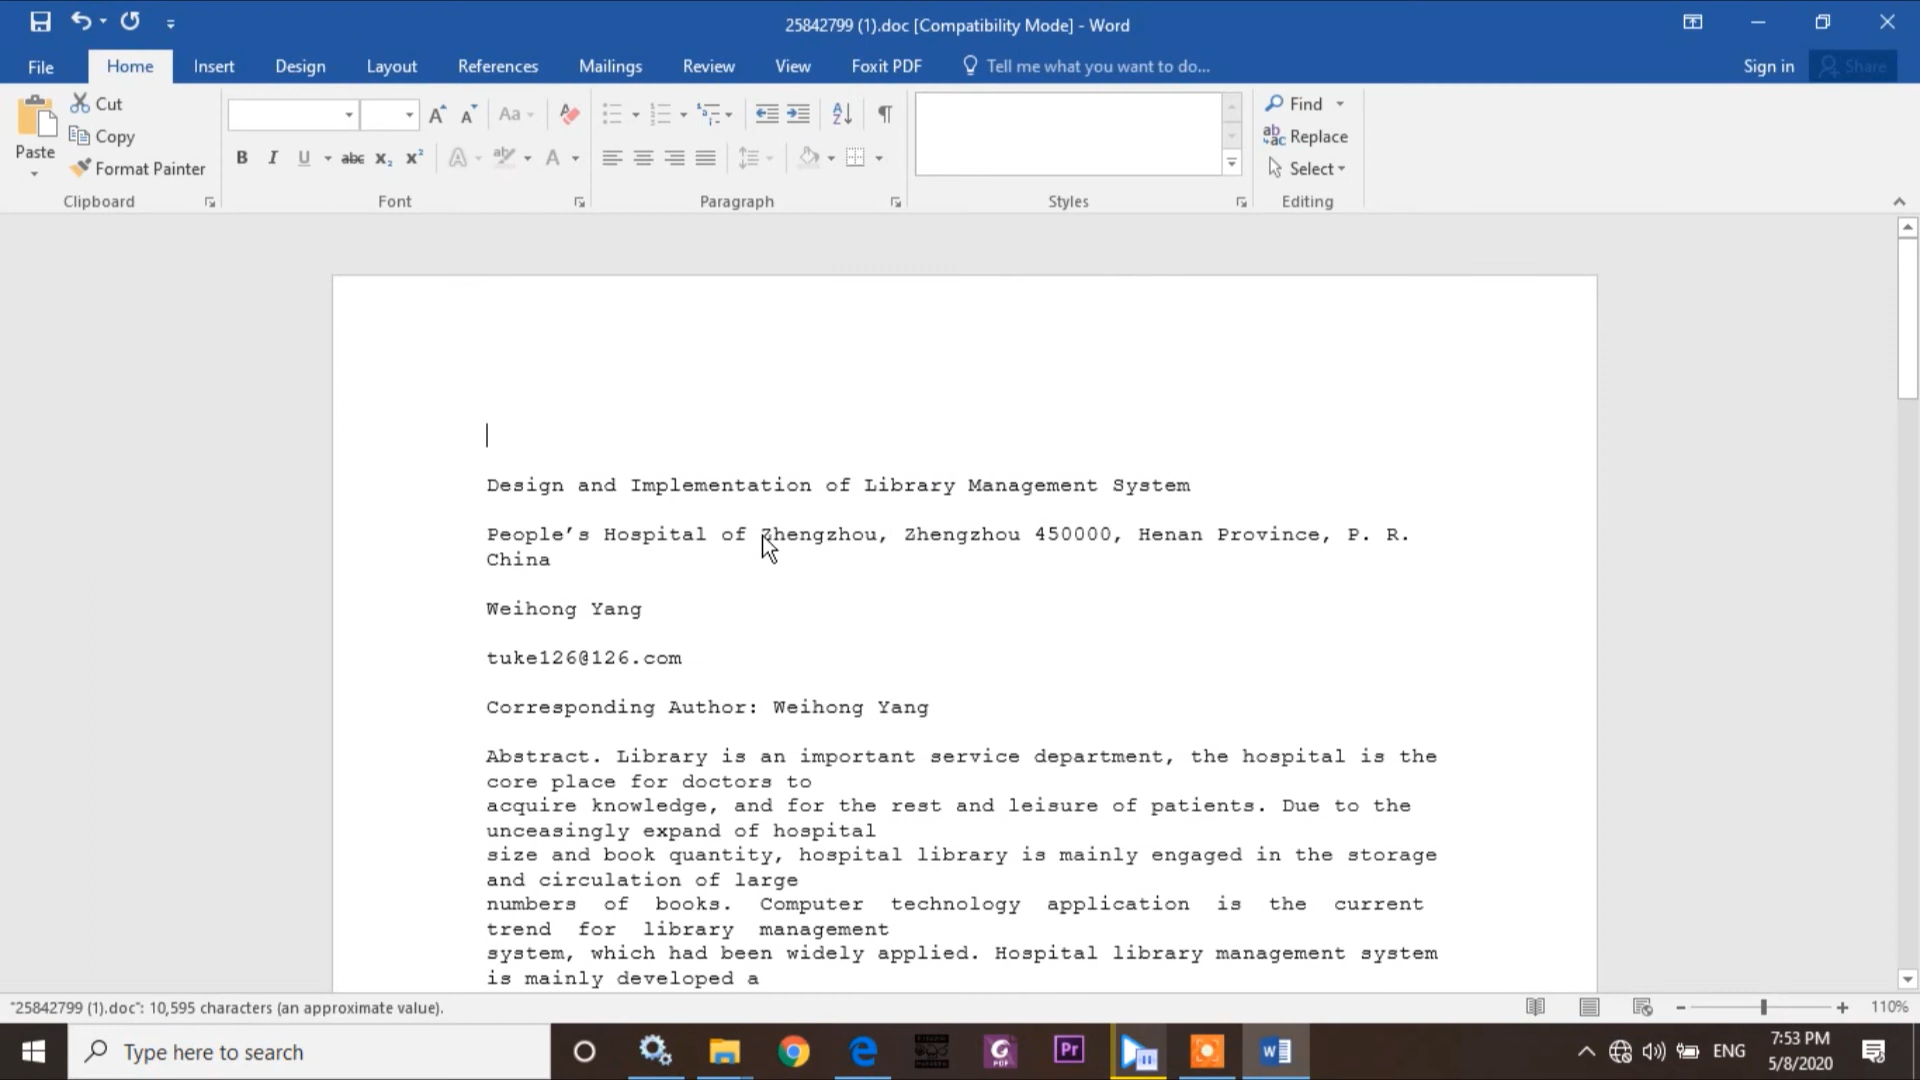 25842799 (1).doc [Compatibility Mode] - Word
File Home Insert Design Layout References Mailings Review View Foxit PDF Tell me what you want to do... Sign in Share
Paste
Cut
Copy
Format Painter
Clipboard
Aa
B I U abc X₂ X² A ab A
Font
A Z ¶
Paragraph
Styles
Find
Replace
Select
Editing
Design and Implementation of Library Management System
People’s Hospital of Zhengzhou, Zhengzhou 450000, Henan Province, P. R.
China
Weihong Yang
tuke126@126.com
Corresponding Author: Weihong Yang
Abstract. Library is an important service department, the hospital is the
core place for doctors to
acquire knowledge, and for the rest and leisure of patients. Due to the
unceasingly expand of hospital
size and book quantity, hospital library is mainly engaged in the storage
and circulation of large
numbers of books. Computer technology application is the current
trend for library management
system, which had been widely applied. Hospital library management system
is mainly developed a
"25842799 (1).doc": 10,595 characters (an approximate value).
110%
Type here to search
PDF
Pr
ENG
7:53 PM
5/8/2020